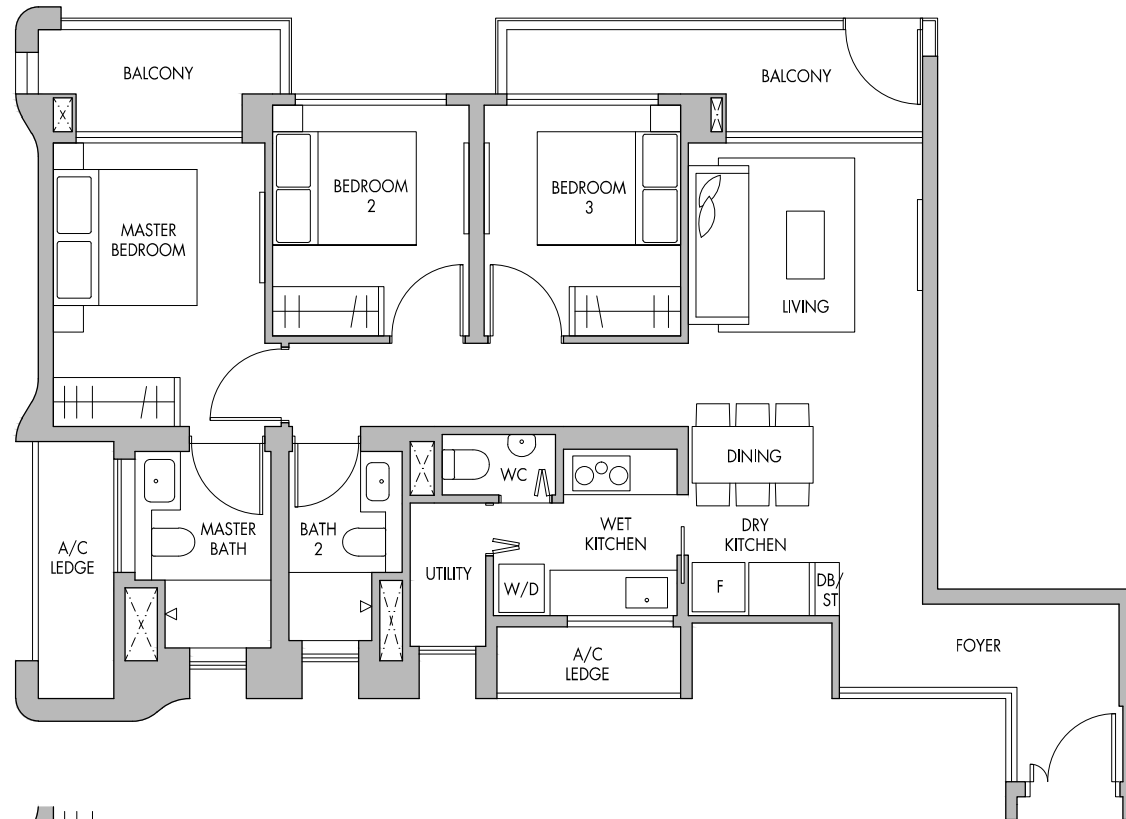 BALCONY
BALCONY
BEDROOM
2
BEDROOM
3
MASTER
BEDROOM
LIVING
DINING
WC
WET
KITCHEN
DRY
KITCHEN
MASTER
BATH
BATH
2
A/C
LEDGE
UTILITY
W/D
F
DB/
ST
FOYER
A/C
LEDGE